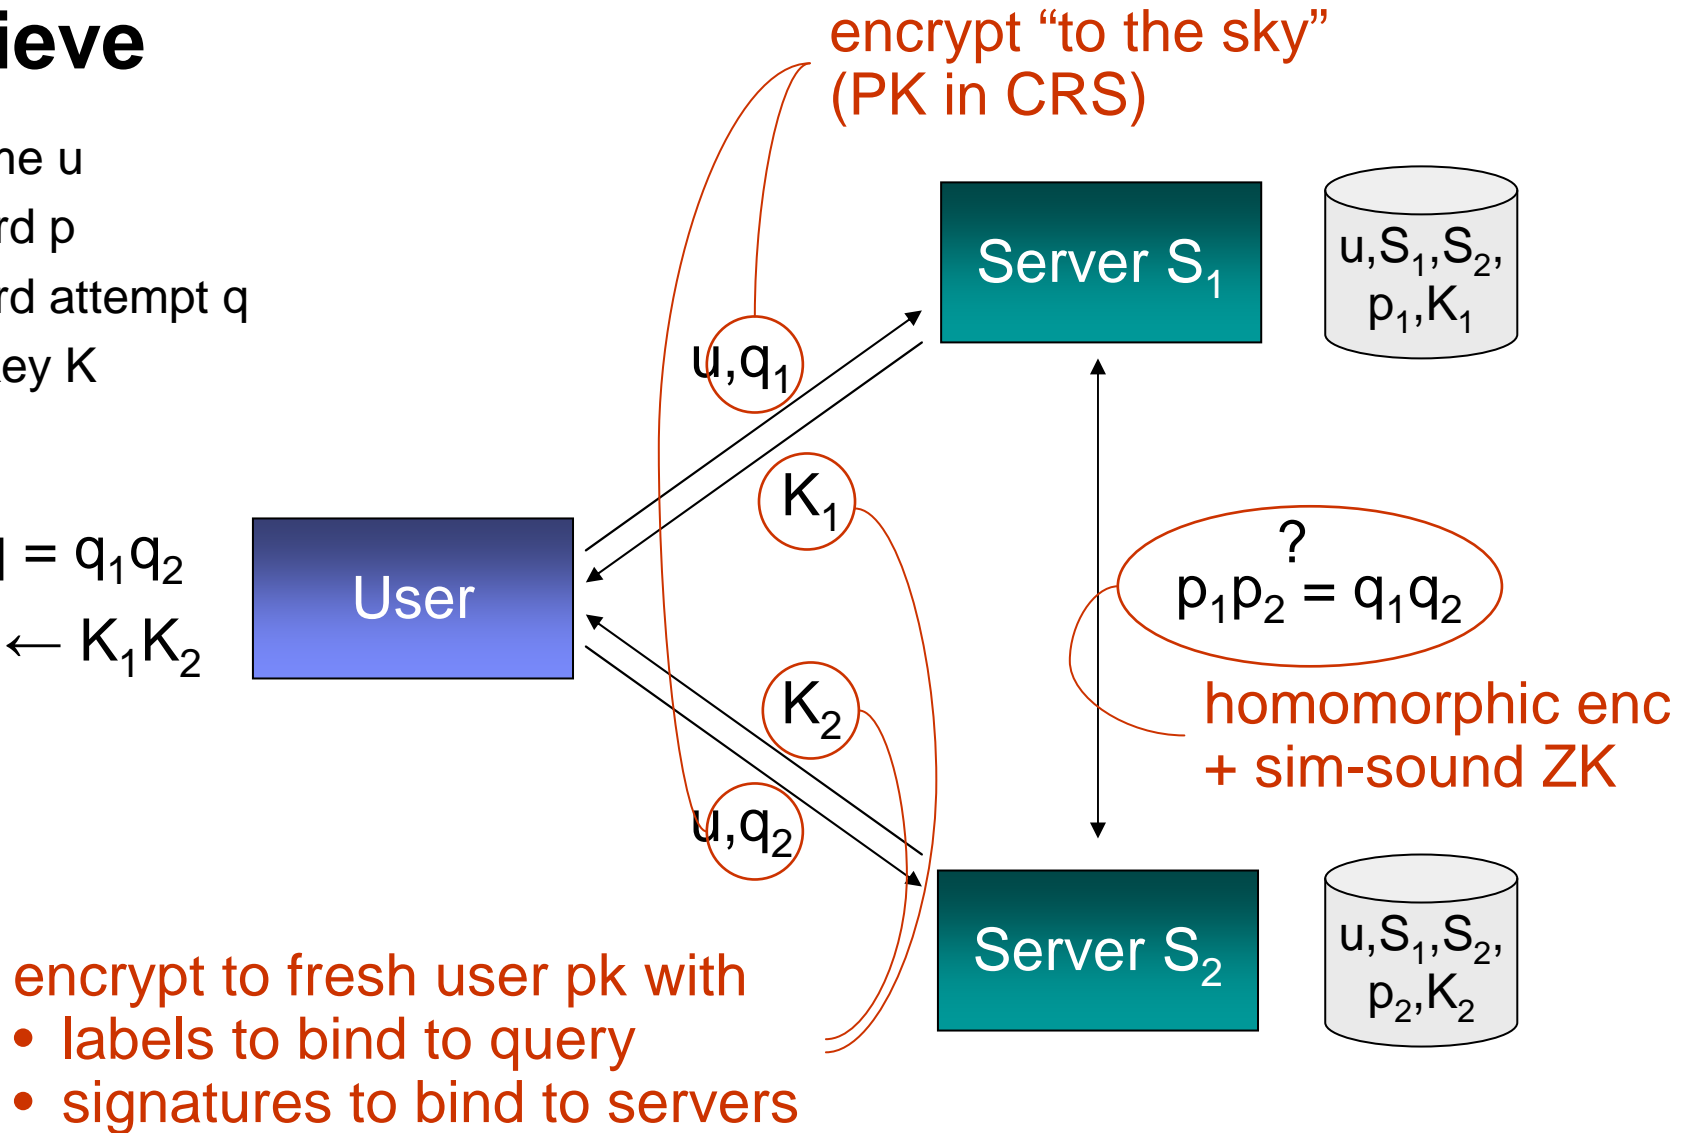 ieve
encrypt “to the sky”
(PK in CRS)
me u
rd p
rd attempt q
key K
Server S₁
u,S₁,S₂,
p₁,K₁
u,q₁
K₁
q = q₁q₂
← K₁K₂
User
?
p₁p₂ = q₁q₂
K₂
homomorphic enc
+ sim-sound ZK
u,q₂
Server S₂
u,S₁,S₂,
p₂,K₂
encrypt to fresh user pk with
• labels to bind to query
• signatures to bind to servers